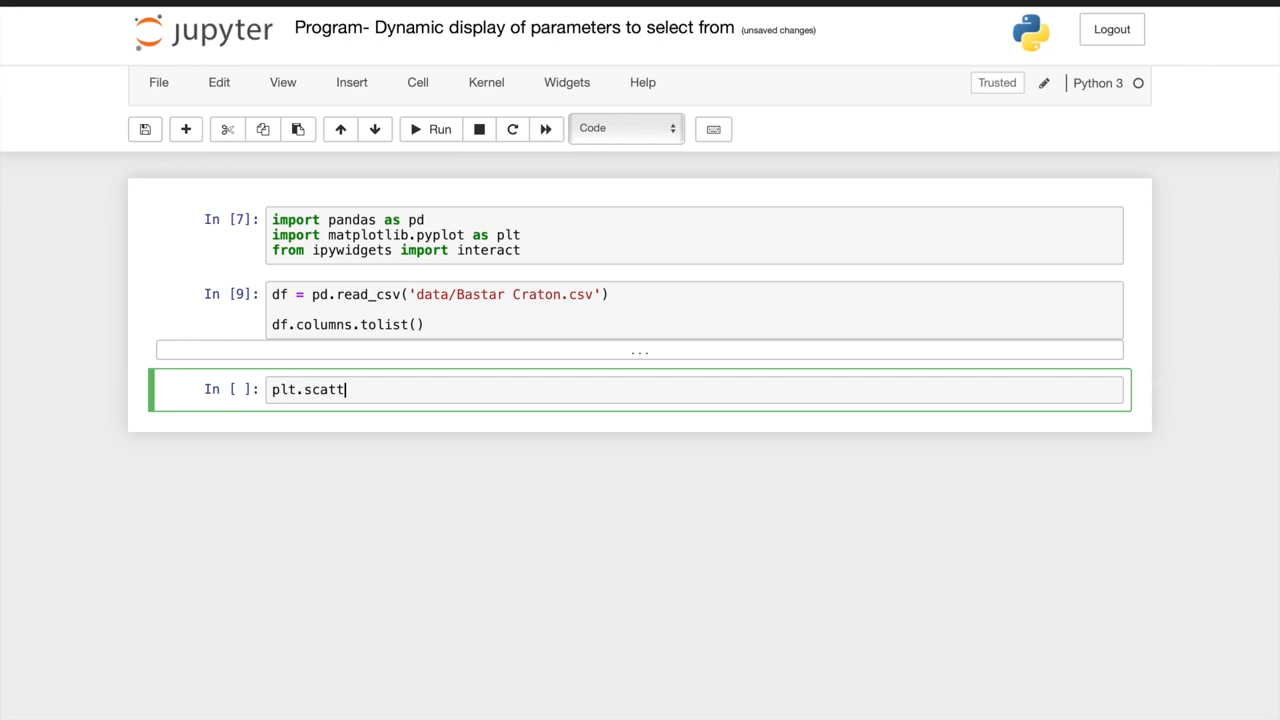 jupyter Program- Dynamic display of parameters to select from (unsaved changes) Logout
File Edit View Insert Cell Kernel Widgets Help Trusted Python 3
Run Code
In [7]: import pandas as pd
import matplotlib.pyplot as plt
from ipywidgets import interact
In [9]: df = pd.read_csv('data/Bastar Craton.csv')
df.columns.tolist()
...
In [ ]: plt.scatt